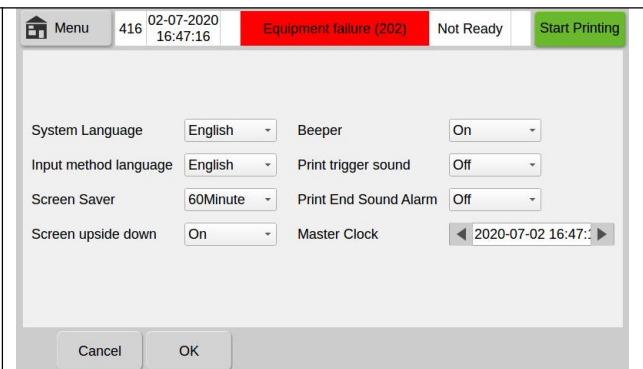 Menu 416 02-07-2020 16:47:16 Equipment failure (202) Not Ready Start Printing
System Language English Beeper On
Input method language English Print trigger sound Off
Screen Saver 60Minute Print End Sound Alarm Off
Screen upside down On Master Clock 2020-07-02 16:47:
Cancel OK